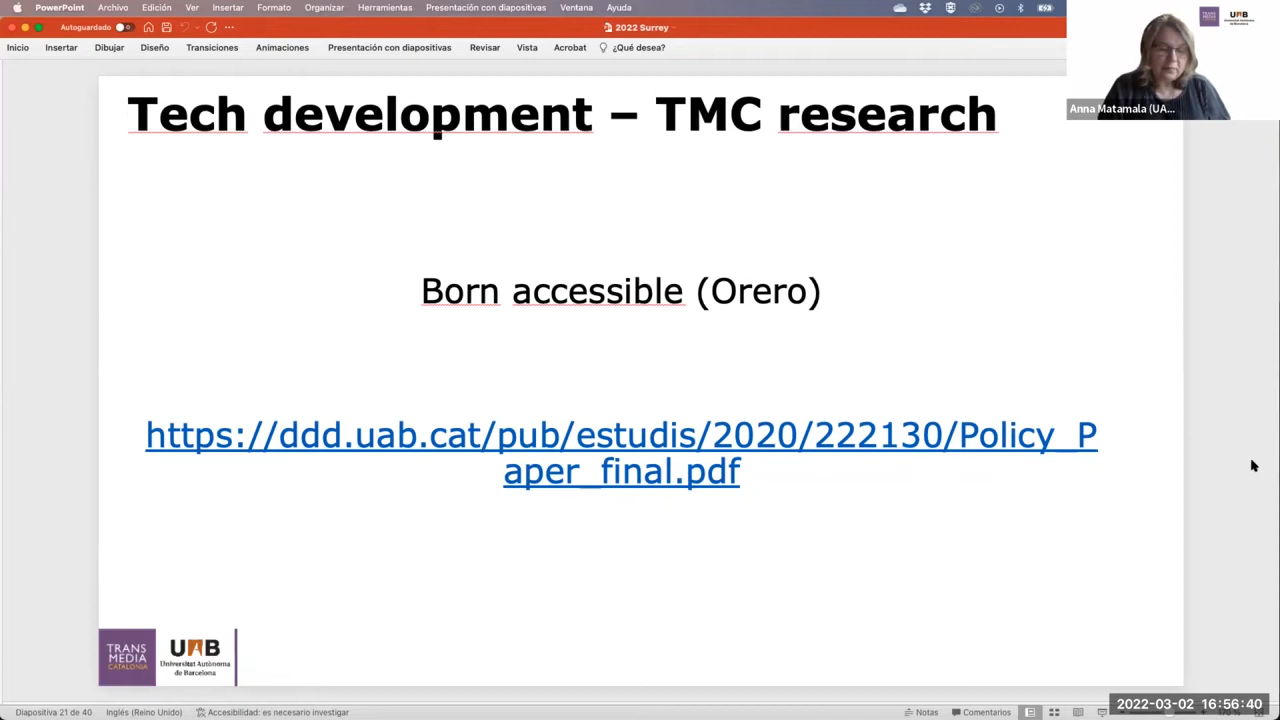 PowerPoint Archivo Editar Ver Insertar Formato Organizar Herramientas Presentación con diapositivas Ventana Ayuda
Autoguardado
2022 Surrey
Inicio Insertar Dibujar Diseño Transiciones Animaciones Presentación con diapositivas Revisar Vista Acrobat ¿Qué desea?
TRANS
MEDIA
UAB
Anna Matamala (UA...
Tech development – TMC research
Born accessible (Orero)
https://ddd.uab.cat/pub/estudis/2020/222130/Policy_P
aper_final.pdf
TRANS
MEDIA
CATALONIA
UAB
Universitat Autònoma
de Barcelona
Diapositiva 21 de 40 Inglés (Reino Unido) Accesibilidad: es necesario investigar Notas Comentarios
2022-03-02 16:56:40